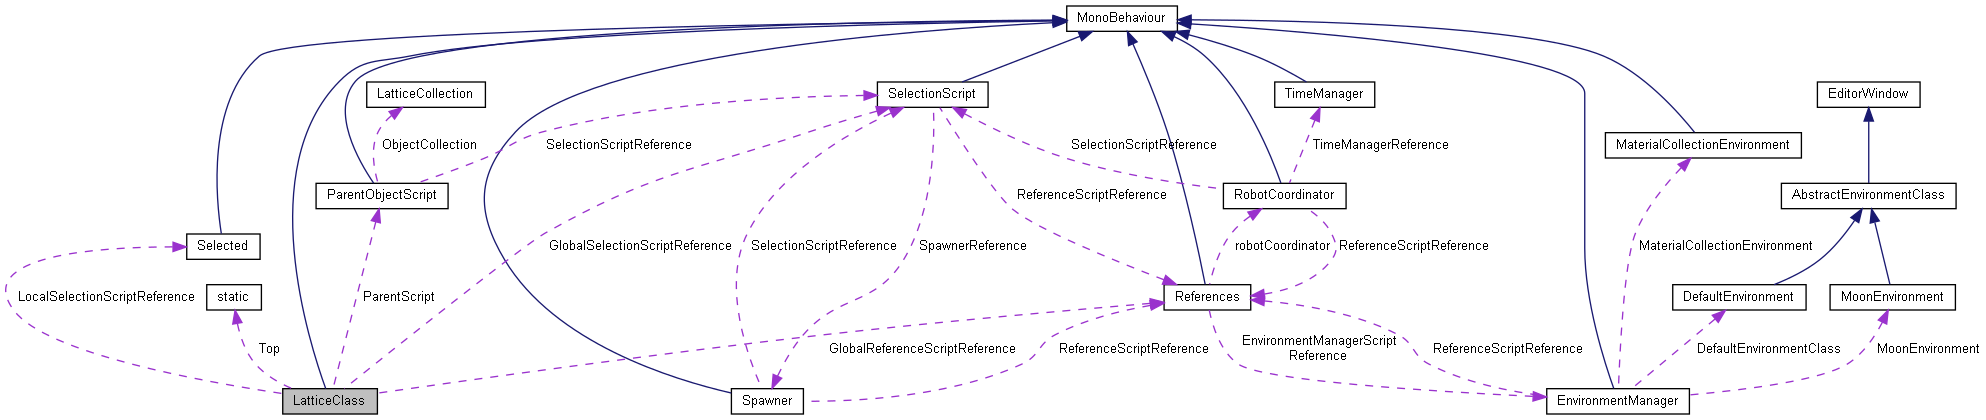 MonoBehaviour
LatticeCollection
SelectionScript
TimeManager
EditorWindow
ObjectCollection
SelectionScriptReference
SelectionScriptReference
TimeManagerReference
MaterialCollectionEnvironment
ParentObjectScript
ReferenceScriptReference
RobotCoordinator
AbstractEnvironmentClass
Selected
GlobalSelectionScriptReference
SelectionScriptReference
SpawnerReference
robotCoordinator
ReferenceScriptReference
MaterialCollectionEnvironment
LocalSelectionScriptReference
static
ParentScript
References
DefaultEnvironment
MoonEnvironment
Top
GlobalReferenceScriptReference
ReferenceScriptReference
EnvironmentManagerScript
Reference
ReferenceScriptReference
DefaultEnvironmentClass
MoonEnvironment
LatticeClass
Spawner
EnvironmentManager